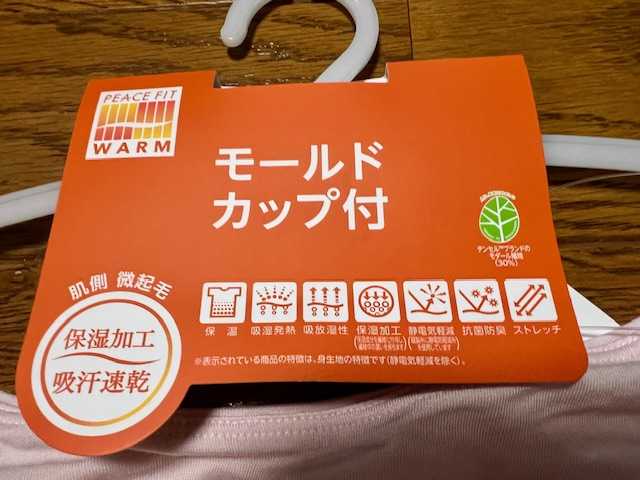 PEACE FIT
WARM
モールド
カップ付
テンセル™ブランドの
モダール繊維
(30%)
肌側 微起毛
保湿加工
吸汗速乾
保温
吸湿発熱
吸放湿性
保湿加工
静電気軽減
抗菌防臭
ストレッチ
※表示されている商品の特徴は、身生地の特徴です(静電気軽減を除く)。